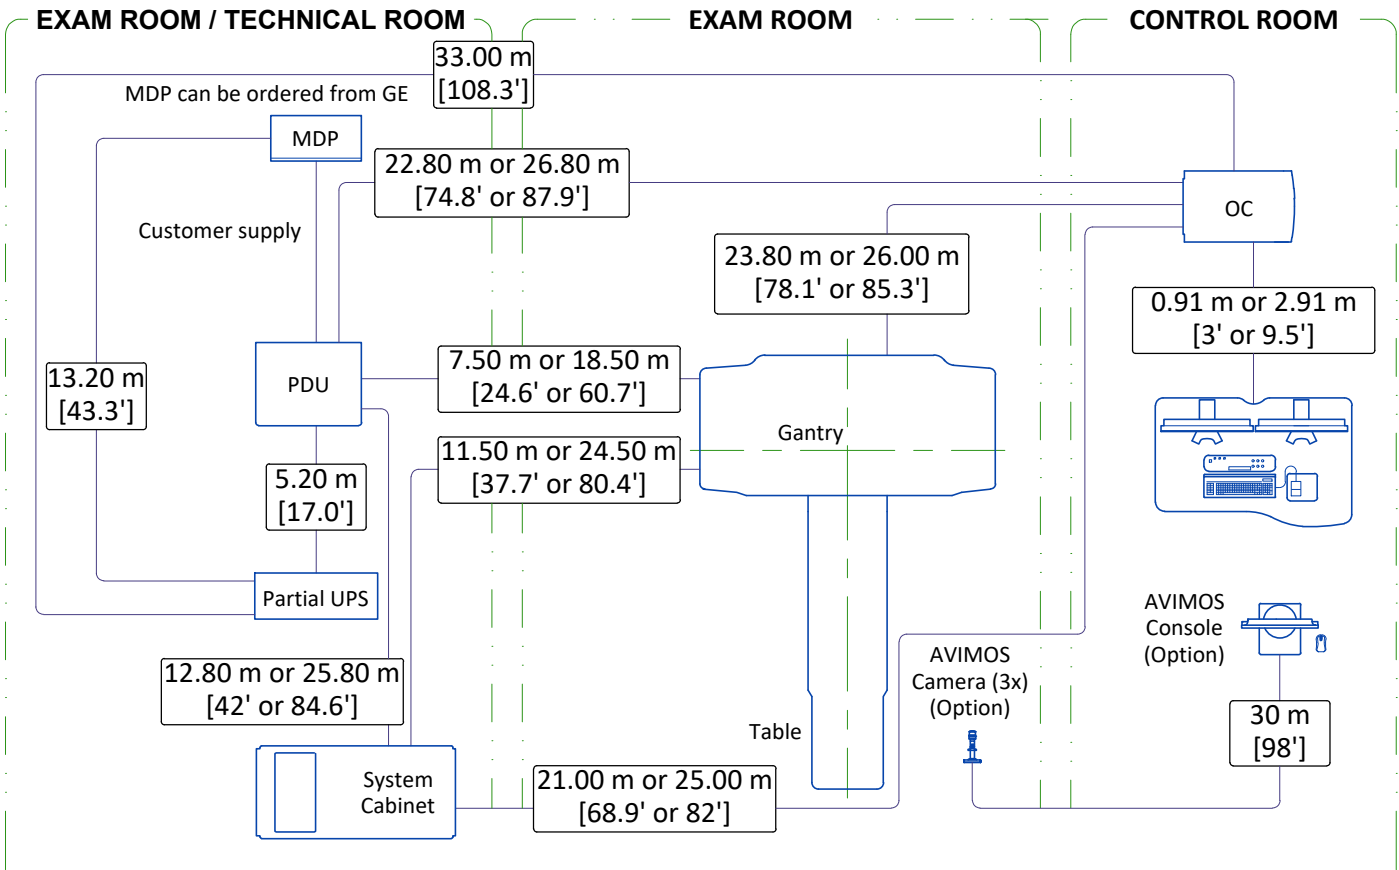 EXAM ROOM / TECHNICAL ROOM
EXAM ROOM
CONTROL ROOM
33.00 m
[108.3']
MDP can be ordered from GE
MDP
22.80 m or 26.80 m
[74.8' or 87.9']
OC
Customer supply
23.80 m or 26.00 m
[78.1' or 85.3']
0.91 m or 2.91 m
[3' or 9.5']
PDU
7.50 m or 18.50 m
[24.6' or 60.7']
13.20 m
[43.3']
Gantry
11.50 m or 24.50 m
[37.7' or 80.4']
5.20 m
[17.0']
Partial UPS
AVIMOS
Console
(Option)
12.80 m or 25.80 m
[42' or 84.6']
AVIMOS
Camera (3x)
(Option)
Table
30 m
[98']
System
Cabinet
21.00 m or 25.00 m
[68.9' or 82']